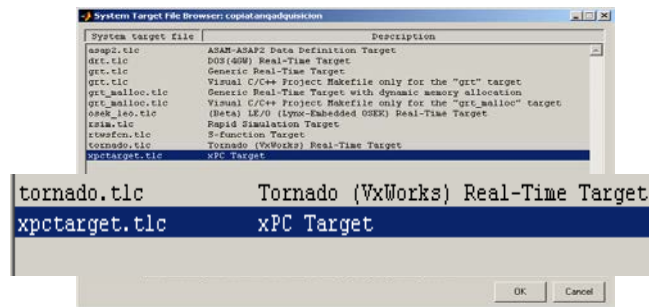 System Target File Browser: copiatanqadquisicion
System target file Description
asap2.tlc ASAM-ASAP2 Data Definition Target
drt.tlc DOS(4GW) Real-Time Target
grt.tlc Generic Real-Time Target
grt.tlc Visual C/C++ Project Makefile only for the "grt" target
grt_malloc.tlc Generic Real-Time Target with dynamic memory allocation
grt_malloc.tlc Visual C/C++ Project Makefile only for the "grt_malloc" target
osek_leo.tlc (Beta) LE/O (Lynx-Embedded OSEK) Real-Time Target
rsim.tlc Rapid Simulation Target
rtwsfcn.tlc S-function Target
tornado.tlc Tornado (VxWorks) Real-Time Target
xpctarget.tlc xPC Target
tornado.tlc Tornado (VxWorks) Real-Time Target
xpctarget.tlc xPC Target
OK Cancel